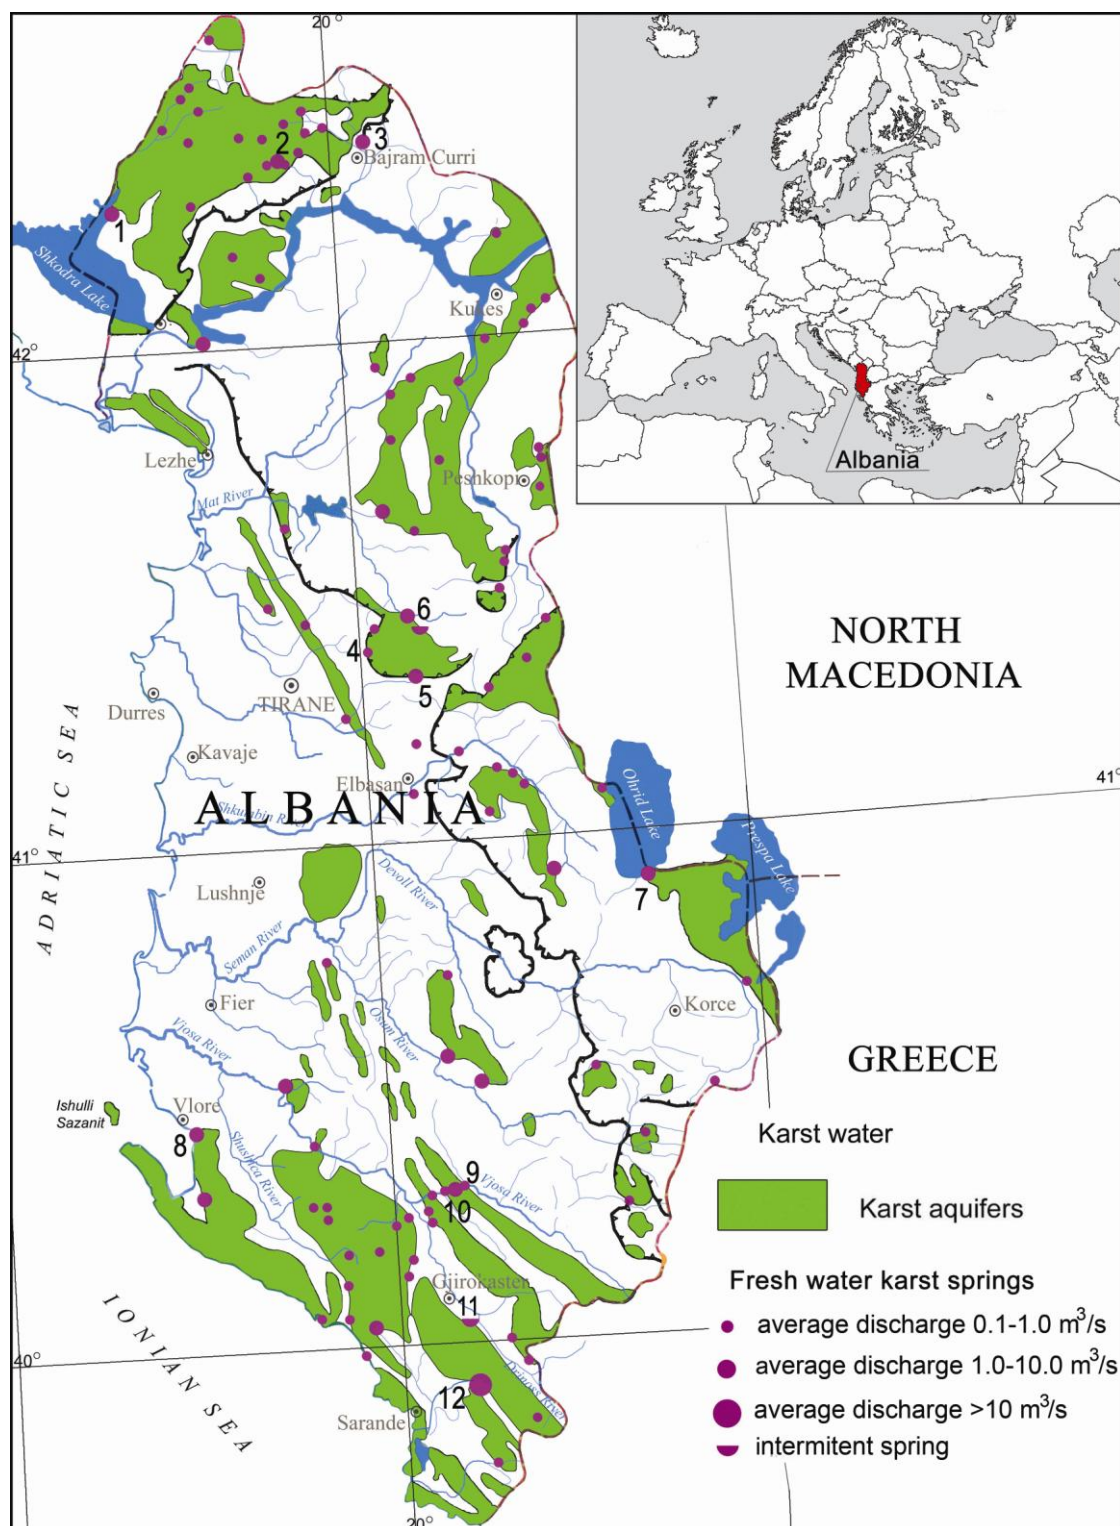 20°
2
3
Bajram Curri
1
Shkodra Lake
Kukes
42°
Albania
Lezhe
Peshkopi
Mat River
6
4
5
NORTH
MACEDONIA
TIRANE
Durres
Kavaje
Elbasan
ADRIATIC SEA
ALBANIA
Shkumbin River
Ohrid Lake
41°
Prespa Lake
41°
Lushnje
Devoll River
7
Seman River
Fier
Osum River
Korce
Vjosa River
GREECE
Ishulli
Sazanit
Vlore
8
Shushica River
Karst water
9
Vjosa River
10
Karst aquifers
Gjirokaster
Fresh water karst springs
11
IONIAN SEA
average discharge 0.1-1.0 m³/s
40°
average discharge 1.0-10.0 m³/s
12
Drinoss River
Sarande
average discharge >10 m³/s
intermitent spring
20°